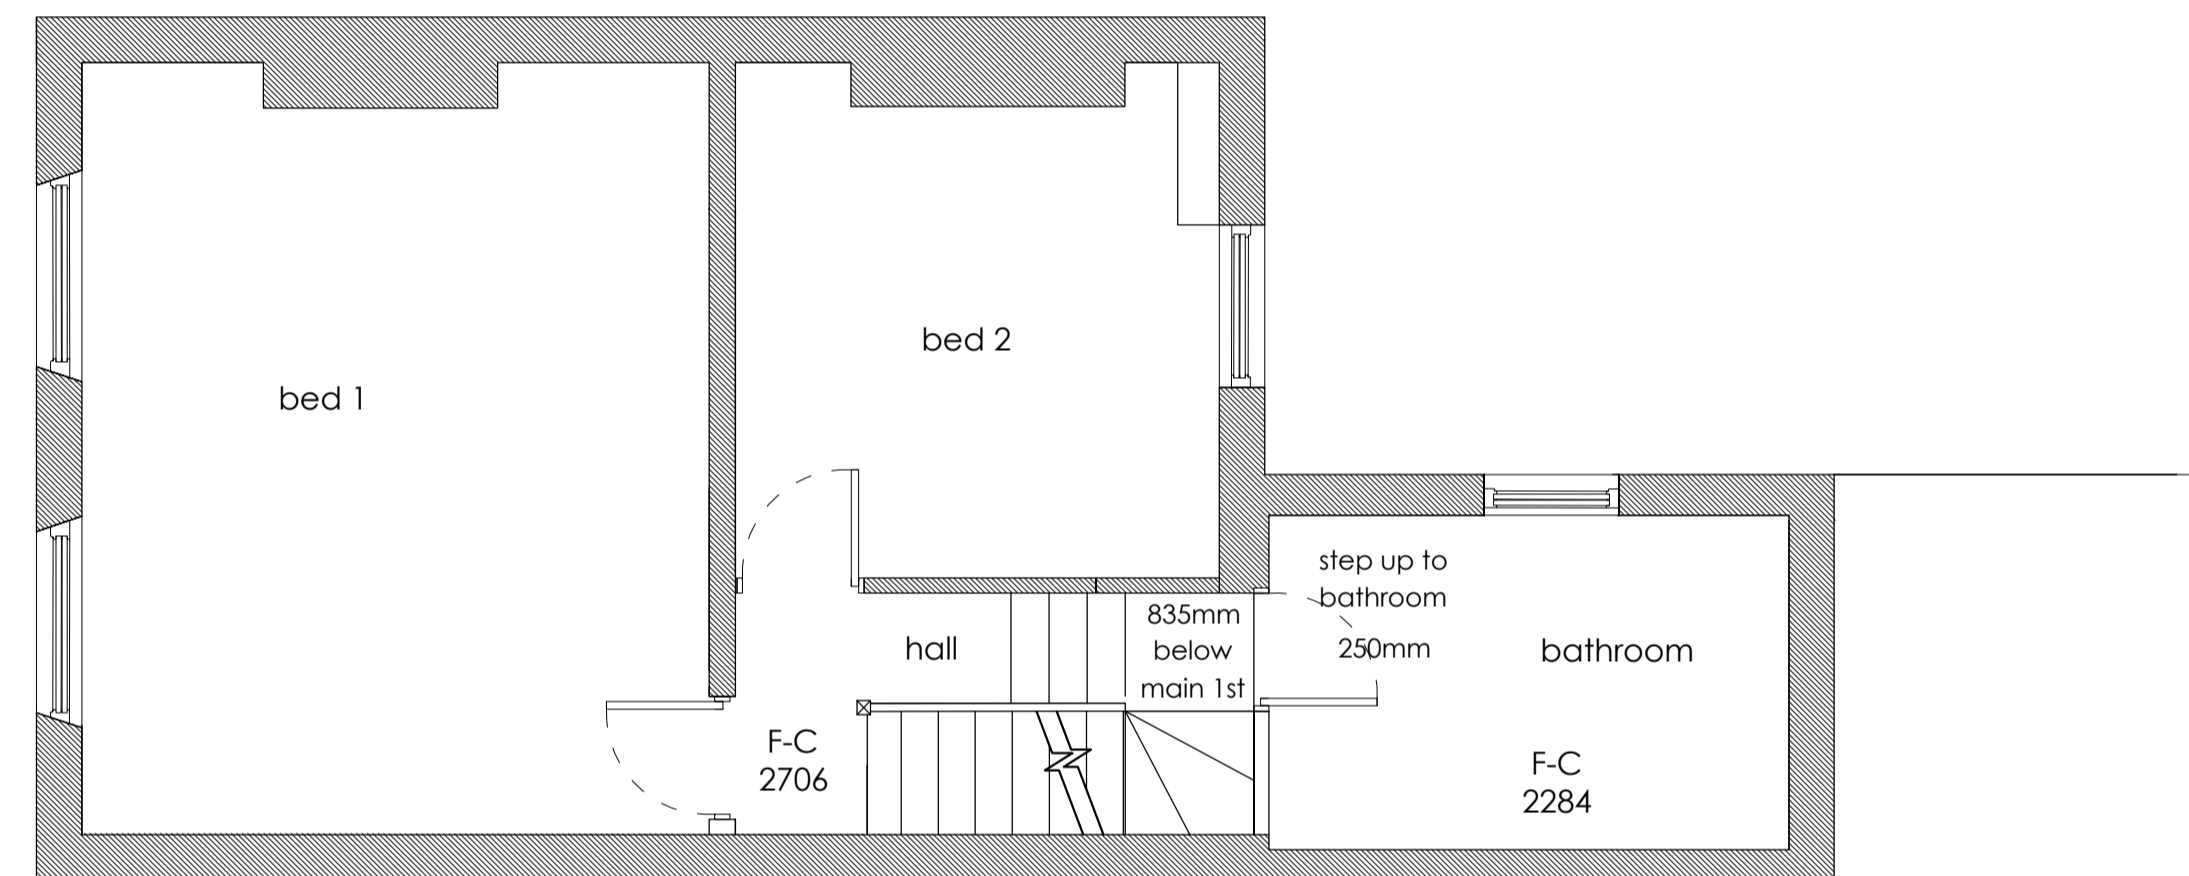 bed 1
bed 2
hall
835mm
below
main 1st
step up to
bathroom
250mm
bathroom
F-C
2706
F-C
2284